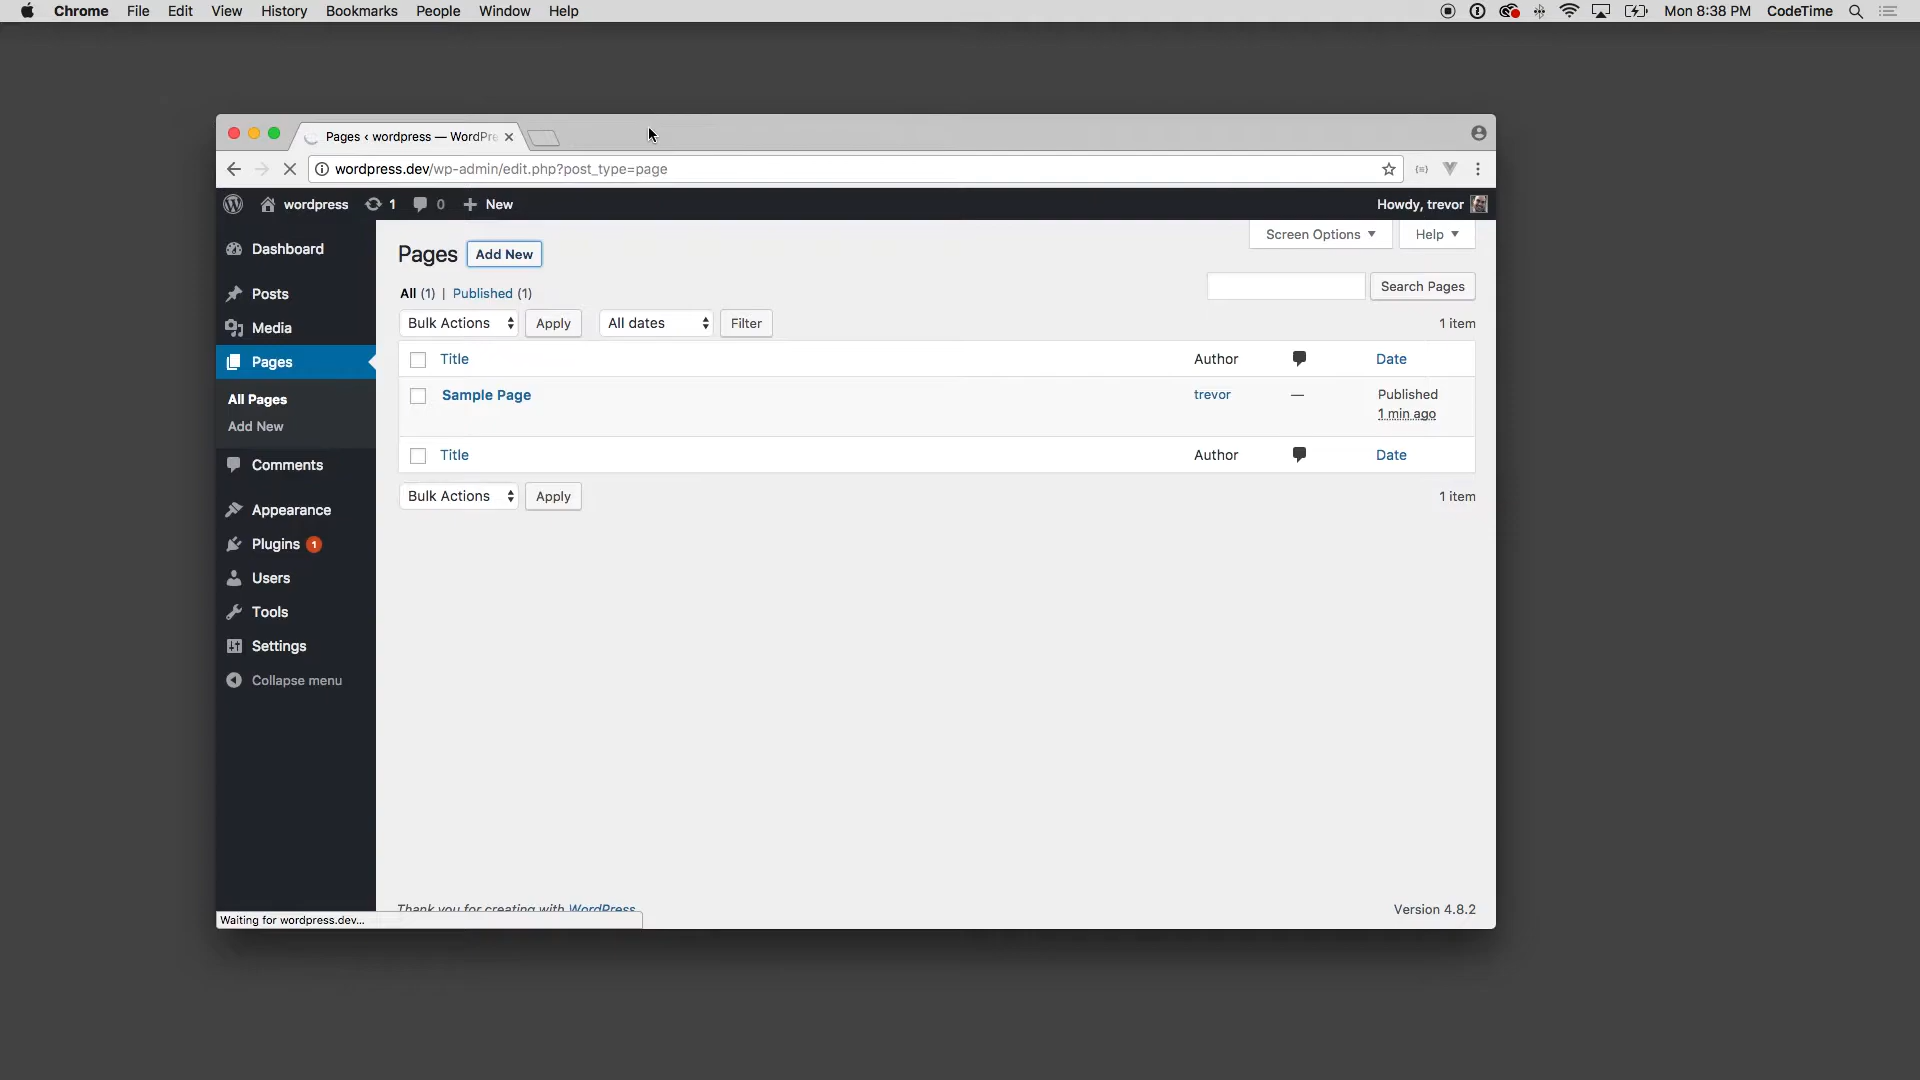 Chrome File Edit View History Bookmarks People Window Help Mon 8:38 PM CodeTime
Pages ‹ wordpress — WordPre
wordpress.dev/wp-admin/edit.php?post_type=page
wordpress 1 0 New Howdy, trevor
Dashboard
Posts
Media
Pages
All Pages
Add New
Comments
Appearance
Plugins 1
Users
Tools
Settings
Collapse menu
Screen Options Help
Pages Add New
All (1) | Published (1)
Search Pages
Bulk Actions Apply All dates Filter 1 item
Title Author Date
Sample Page trevor — Published
1 min ago
Title Author Date
Bulk Actions Apply 1 item
Thank you for creating with WordPress Version 4.8.2
Waiting for wordpress.dev...